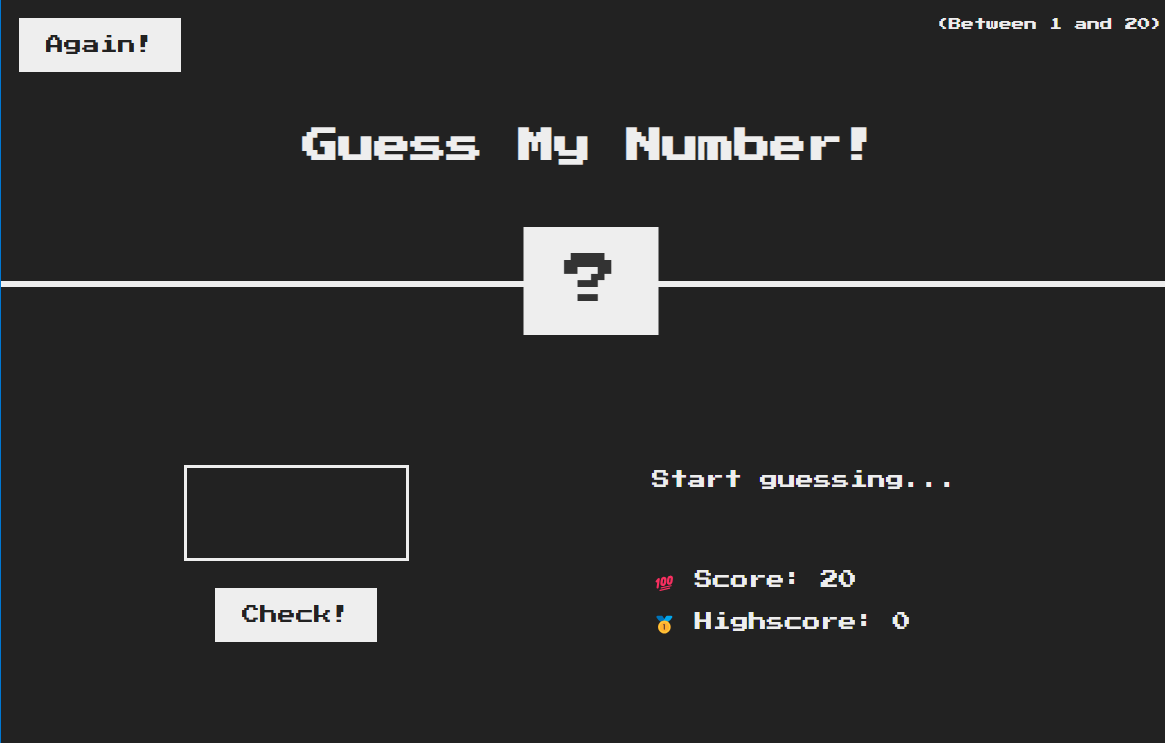 Again!
(Between 1 and 20)
Guess My Number!
?
Start guessing...
Check!
💯 Score: 20
🥇 Highscore: 0